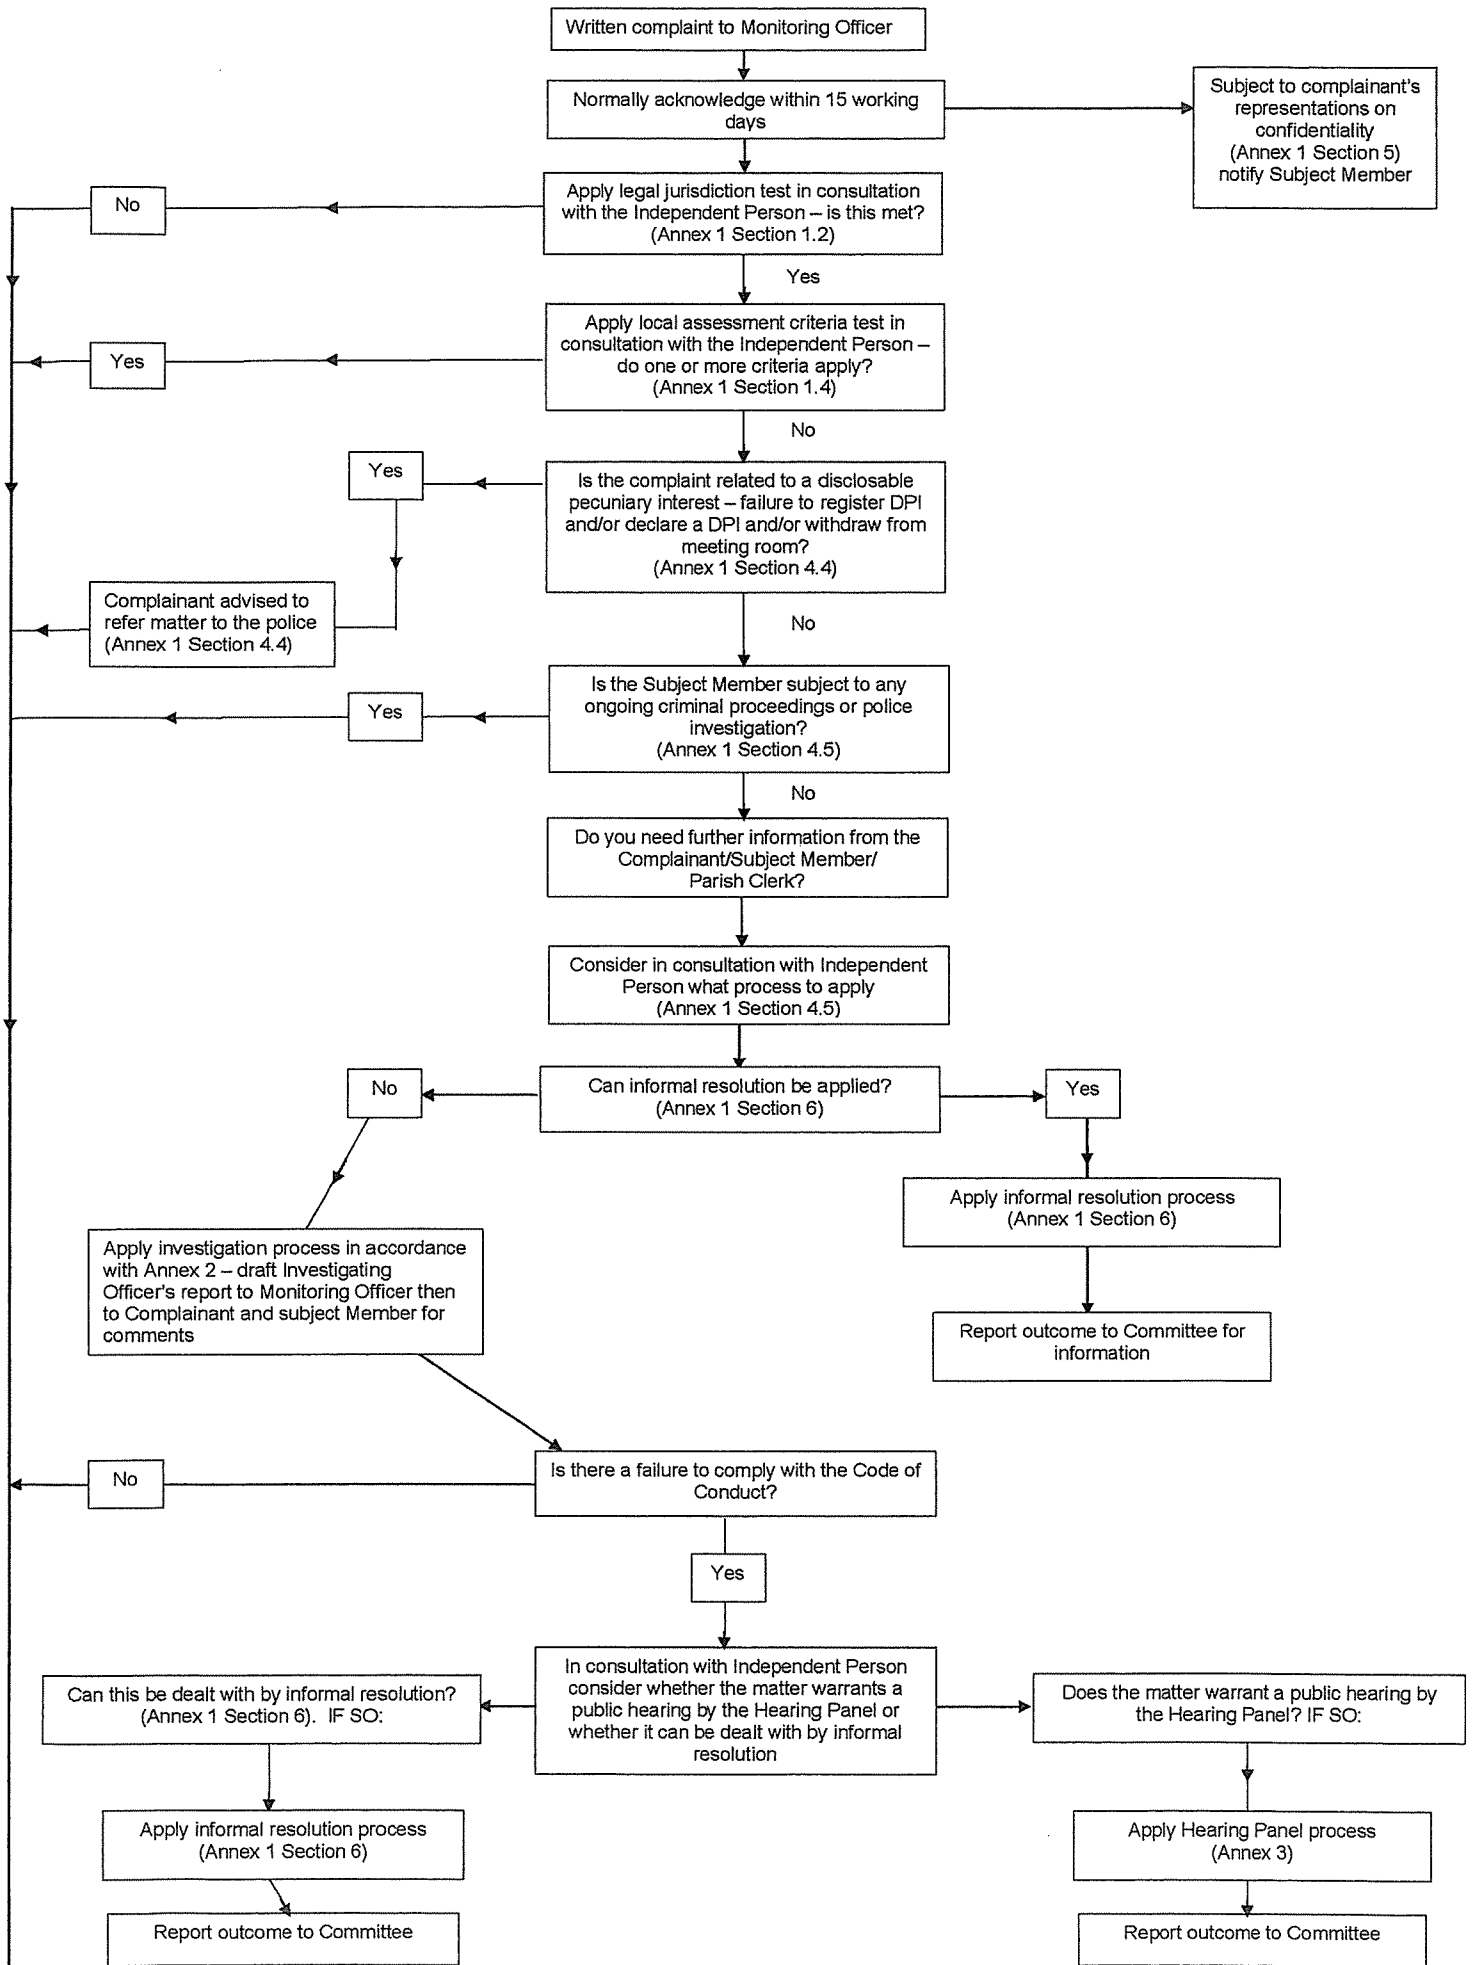 Written complaint to Monitoring Officer
Normally acknowledge within 15 working
days
Subject to complainant's
representations on
confidentiality
(Annex 1 Section 5)
notify Subject Member
Apply legal jurisdiction test in consultation
with the Independent Person – is this met?
(Annex 1 Section 1.2)
No
Yes
Apply local assessment criteria test in
consultation with the Independent Person –
do one or more criteria apply?
(Annex 1 Section 1.4)
Yes
No
Is the complaint related to a disclosable
pecuniary interest – failure to register DPI
and/or declare a DPI and/or withdraw from
meeting room?
(Annex 1 Section 4.4)
Yes
Complainant advised to
refer matter to the police
(Annex 1 Section 4.4)
No
Is the Subject Member subject to any
ongoing criminal proceedings or police
investigation?
(Annex 1 Section 4.5)
Yes
No
Do you need further information from the
Complainant/Subject Member/
Parish Clerk?
Consider in consultation with Independent
Person what process to apply
(Annex 1 Section 4.5)
Can informal resolution be applied?
(Annex 1 Section 6)
No
Yes
Apply informal resolution process
(Annex 1 Section 6)
Report outcome to Committee for
information
Apply investigation process in accordance
with Annex 2 – draft Investigating
Officer's report to Monitoring Officer then
to Complainant and subject Member for
comments
Is there a failure to comply with the Code of
Conduct?
No
Yes
In consultation with Independent Person
consider whether the matter warrants a
public hearing by the Hearing Panel or
whether it can be dealt with by informal
resolution
Can this be dealt with by informal resolution?
(Annex 1 Section 6). IF SO:
Apply informal resolution process
(Annex 1 Section 6)
Report outcome to Committee
Does the matter warrant a public hearing by
the Hearing Panel? IF SO:
Apply Hearing Panel process
(Annex 3)
Report outcome to Committee